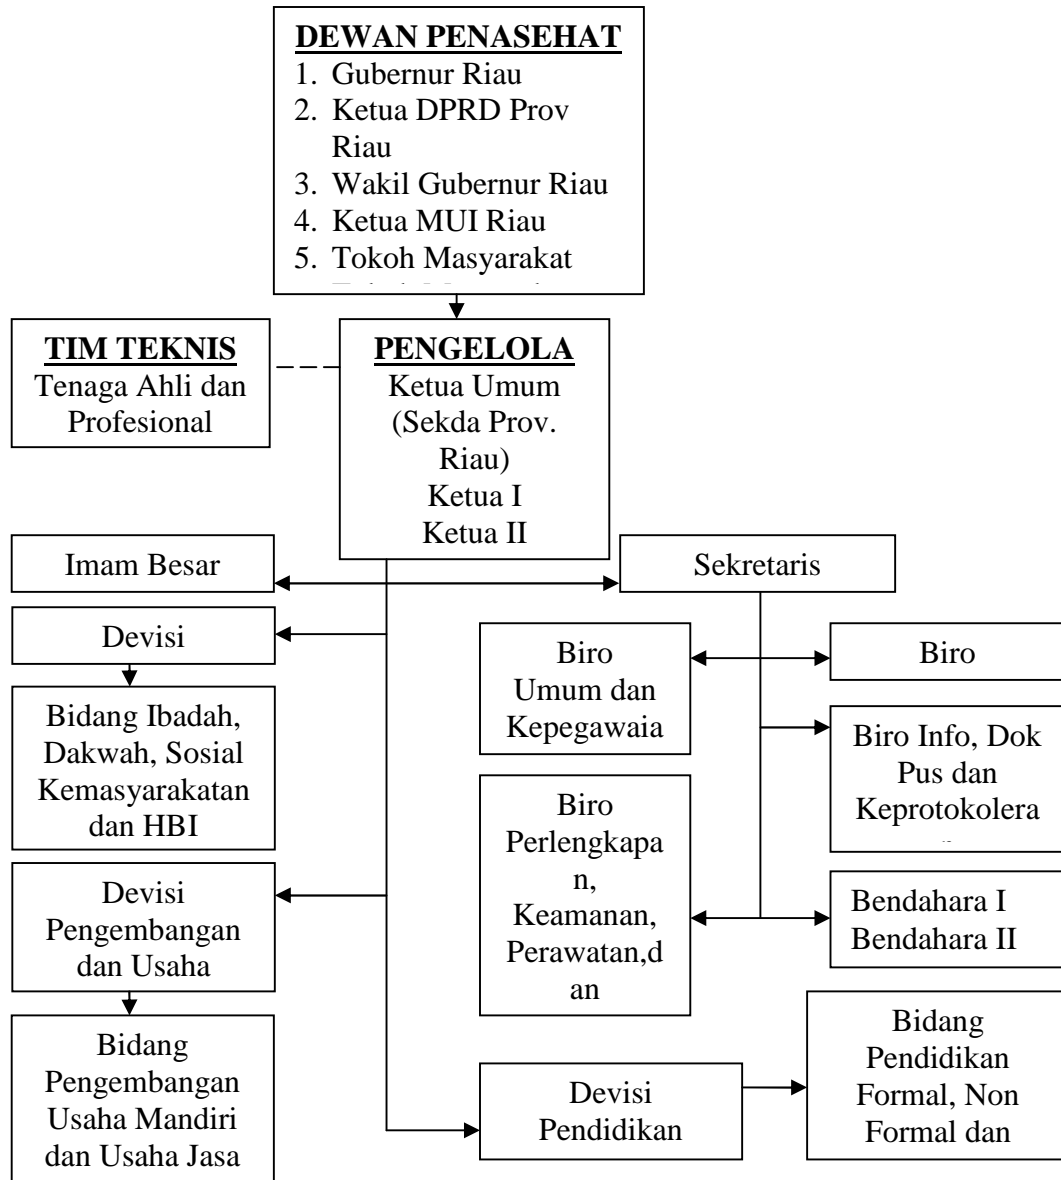 DEWAN PENASEHAT
1. Gubernur Riau
2. Ketua DPRD Prov
Riau
3. Wakil Gubernur Riau
4. Ketua MUI Riau
5. Tokoh Masyarakat
TIM TEKNIS
Tenaga Ahli dan
Profesional
PENGELOLA
Ketua Umum
(Sekda Prov.
Riau)
Ketua I
Ketua II
Imam Besar
Sekretaris
Devisi
Biro
Umum dan
Kepegawaia
Biro
Bidang Ibadah,
Dakwah, Sosial
Kemasyarakatan
dan HBI
Biro Info, Dok
Pus dan
Keprotokolera
Biro
Perlengkapa
n,
Keamanan,
Perawatan,d
an
Devisi
Pengembangan
dan Usaha
Bendahara I
Bendahara II
Bidang
Pengembangan
Usaha Mandiri
dan Usaha Jasa
Devisi
Pendidikan
Bidang
Pendidikan
Formal, Non
Formal dan